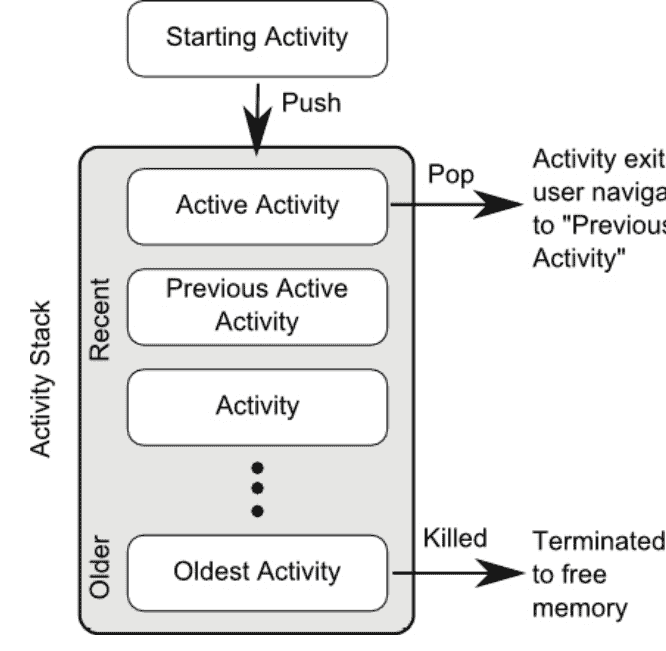 Starting Activity
Push
Active Activity
Pop
Activity exit
user naviga
to "Previous
Activity"
Previous Active
Activity
Recent
Activity Stack
Activity
Older
Oldest Activity
Killed
Terminated
to free
memory